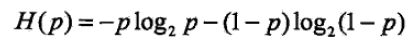 H(p) = -p log₂ p - (1-p) log₂(1-p)